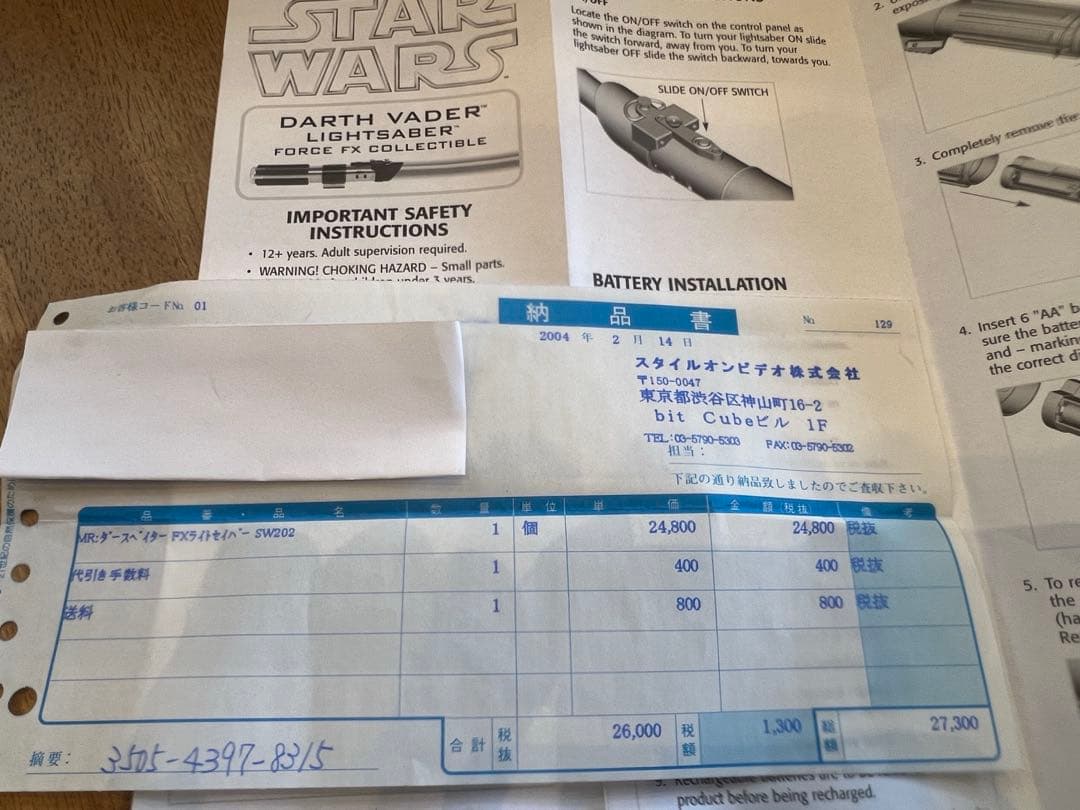 STAR
WARS
DARTH VADER™
LIGHTSABER™
FORCE FX COLLECTIBLE
IMPORTANT SAFETY
INSTRUCTIONS
• 12+ years. Adult supervision required.
• WARNING! CHOKING HAZARD – Small parts.
under 3 years.
Locate the ON/OFF switch on the control panel as
shown in the diagram. To turn your lightsaber ON slide
the switch forward, away from you. To turn your
lightsaber OFF slide the switch backward, towards you.
SLIDE ON/OFF SWITCH
BATTERY INSTALLATION
2.
3. Completely remove the
4. Insert 6 "AA" b
sure the batte
and – markin
the correct d
5. To re
the
(ha
Re
お客様コードNo 01
納品書
No 129
2004 年 2 月 14 日
スタイルオンビデオ株式会社
〒150-0047
東京都渋谷区神山町16-2
bit Cubeビル 1F
TEL:03-5790-5303 FAX:03-5790-5302
担当:
下記の通り納品致しましたのでご査収下さい。
品番・品名 数量 単位 単価 金額(税抜) 備考
MR:ダースベイダー FXライトセイバー SW202 1 個 24,800 24,800 税抜
代引き手数料 1 400 400 税抜
送料 1 800 800 税抜
合計 税抜 26,000 税額 1,300 総額 27,300
摘要: 3505-4397-8315
product before being recharged.